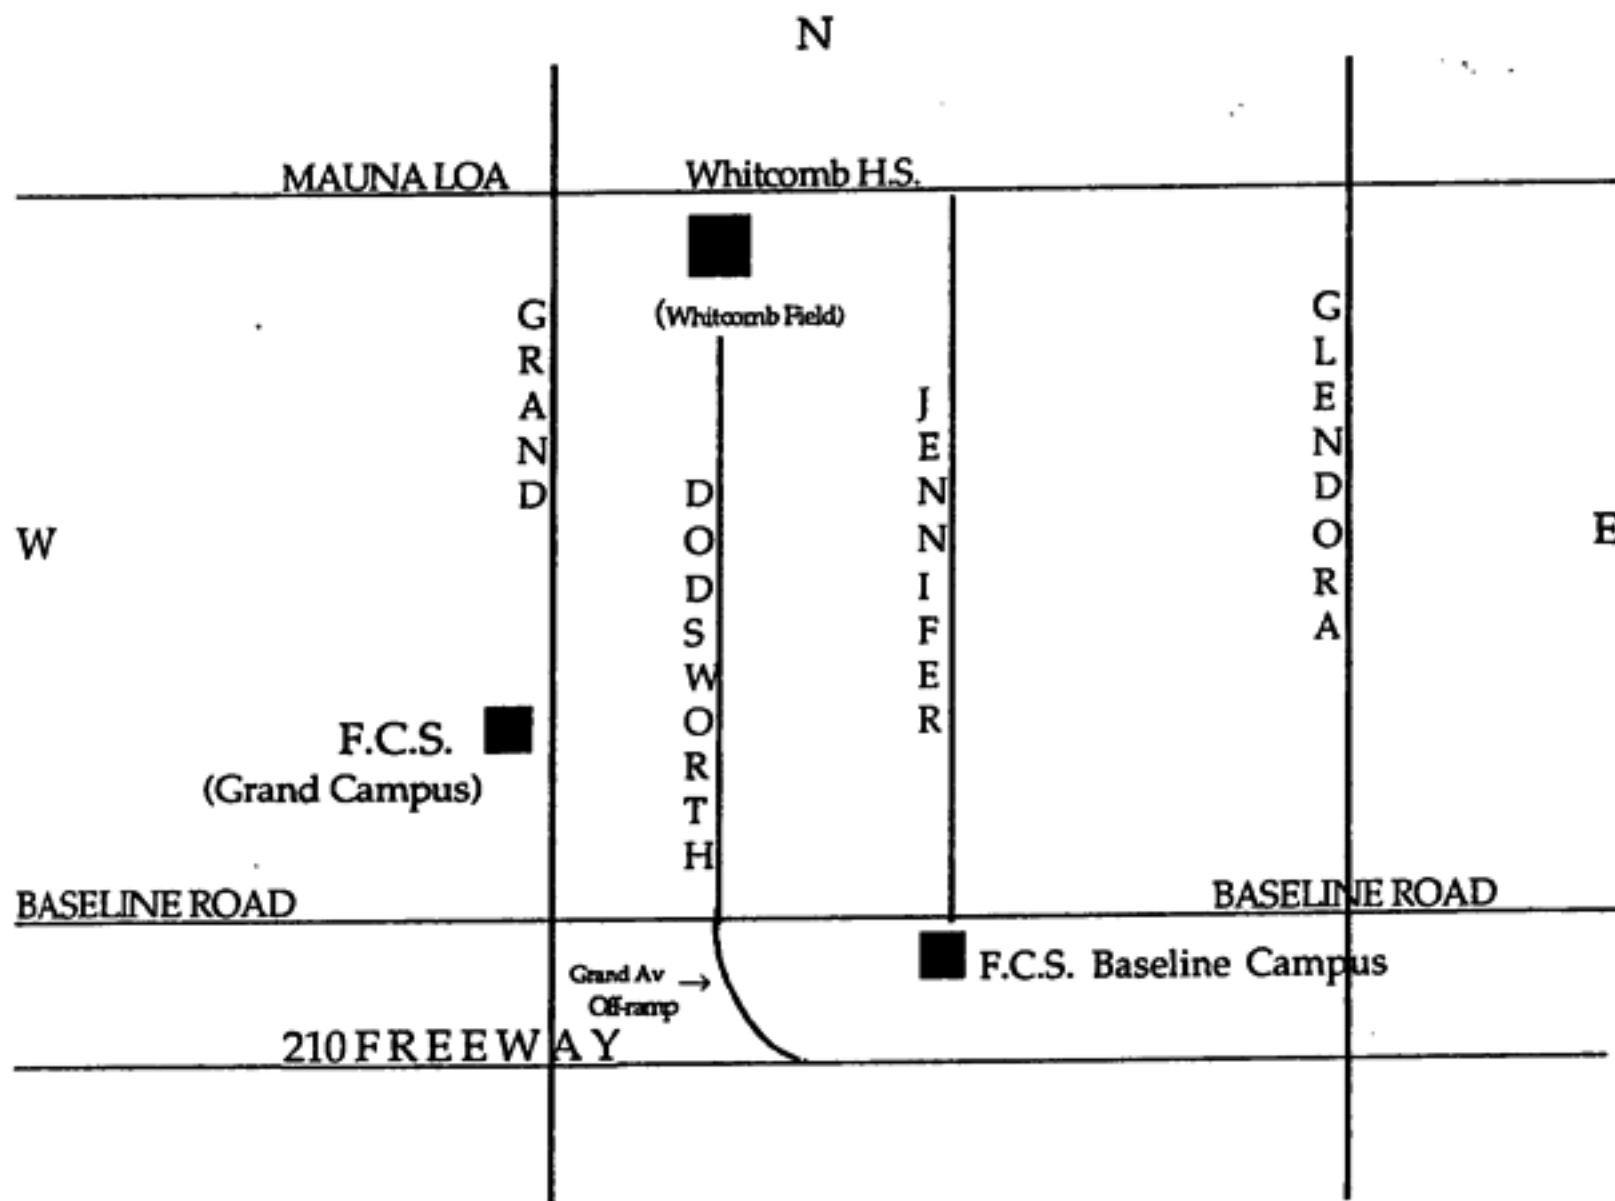 N
MAUNA LOA
Whitcomb H.S.
(Whitcomb Field)
GRAND
GLENDORA
JENNIFER
DODSWORTH
W
E
F.C.S.
(Grand Campus)
BASELINE ROAD
BASELINE ROAD
F.C.S. Baseline Campus
Grand Av →
Off-ramp
210 FREEWAY